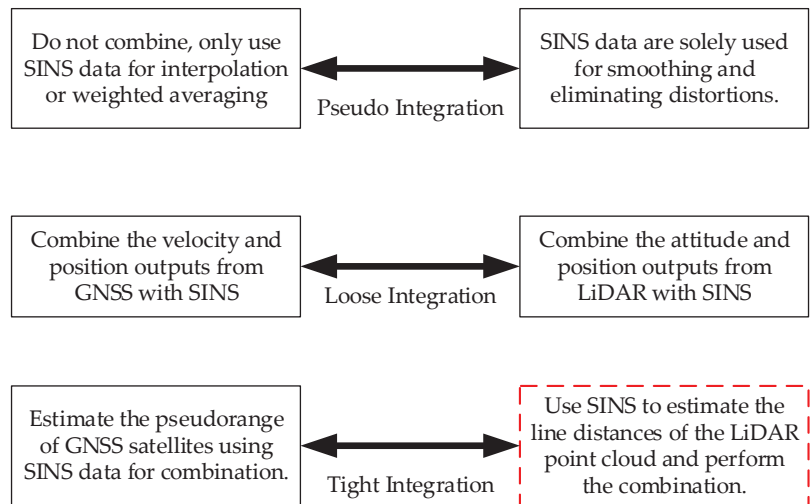 Do not combine, only use
SINS data for interpolation
or weighted averaging
Pseudo Integration
SINS data are solely used
for smoothing and
eliminating distortions.
Combine the velocity and
position outputs from
GNSS with SINS
Loose Integration
Combine the attitude and
position outputs from
LiDAR with SINS
Estimate the pseudorange
of GNSS satellites using
SINS data for combination.
Tight Integration
Use SINS to estimate the
line distances of the LiDAR
point cloud and perform
the combination.